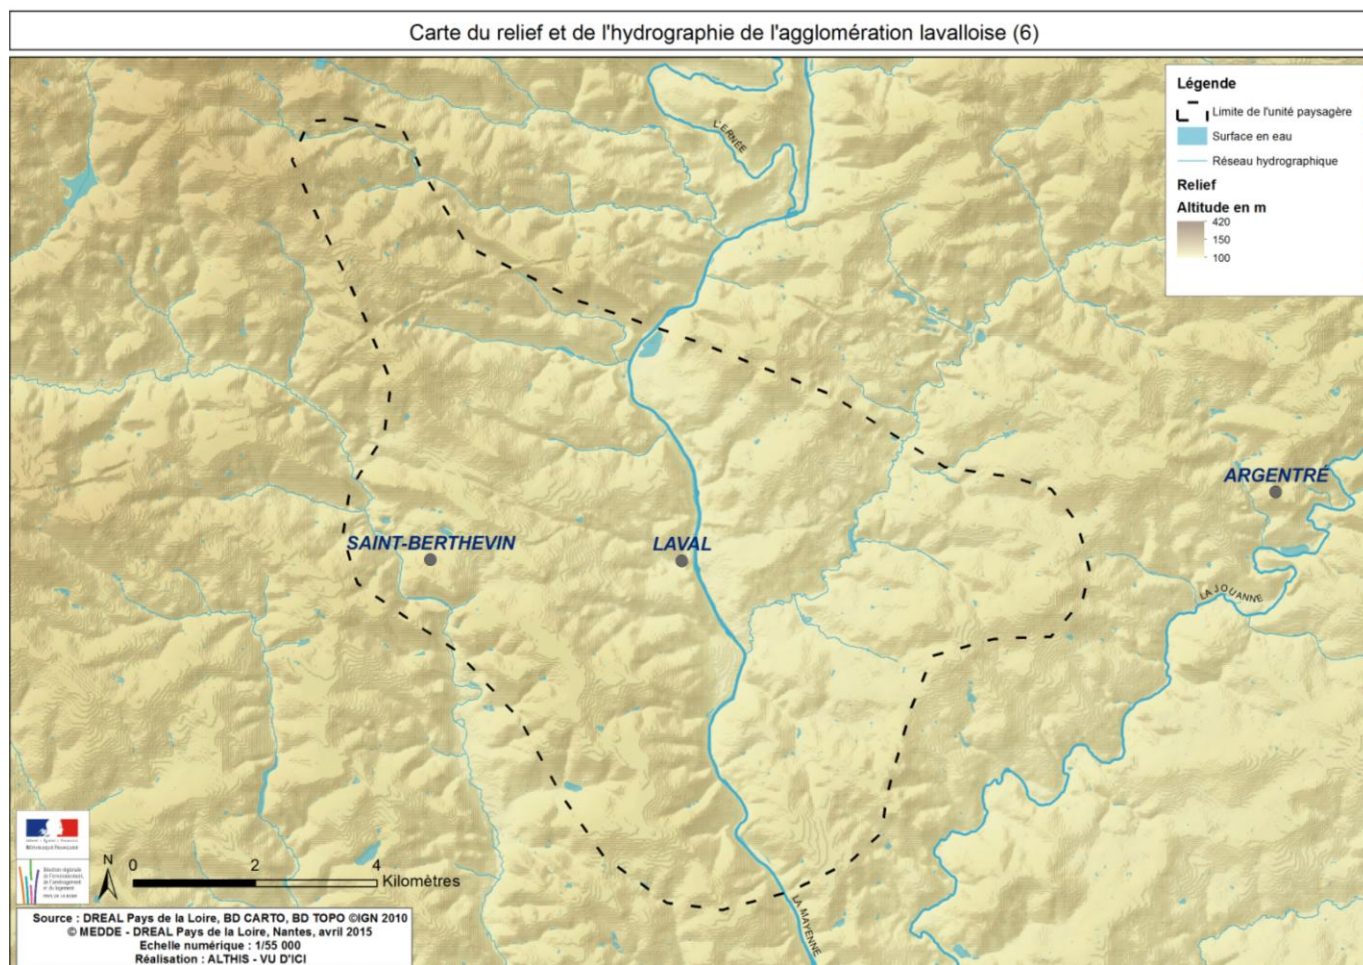 Carte du relief et de l'hydrographie de l'agglomération lavalloise (6)
Légende
Limite de l'unité paysagère
Surface en eau
Réseau hydrographique
Relief
Altitude en m
420
150
100
L'ERNÉE
ARGENTRÉ
SAINT-BERTHEVIN
LAVAL
LA JOUANNE
LA MAYENNE
N
0 2 4
Kilomètres
Source : DREAL Pays de la Loire, BD CARTO, BD TOPO ©IGN 2010
© MEDDE - DREAL Pays de la Loire, Nantes, avril 2015
Echelle numérique : 1/55 000
Réalisation : ALTHIS - VU D'ICI